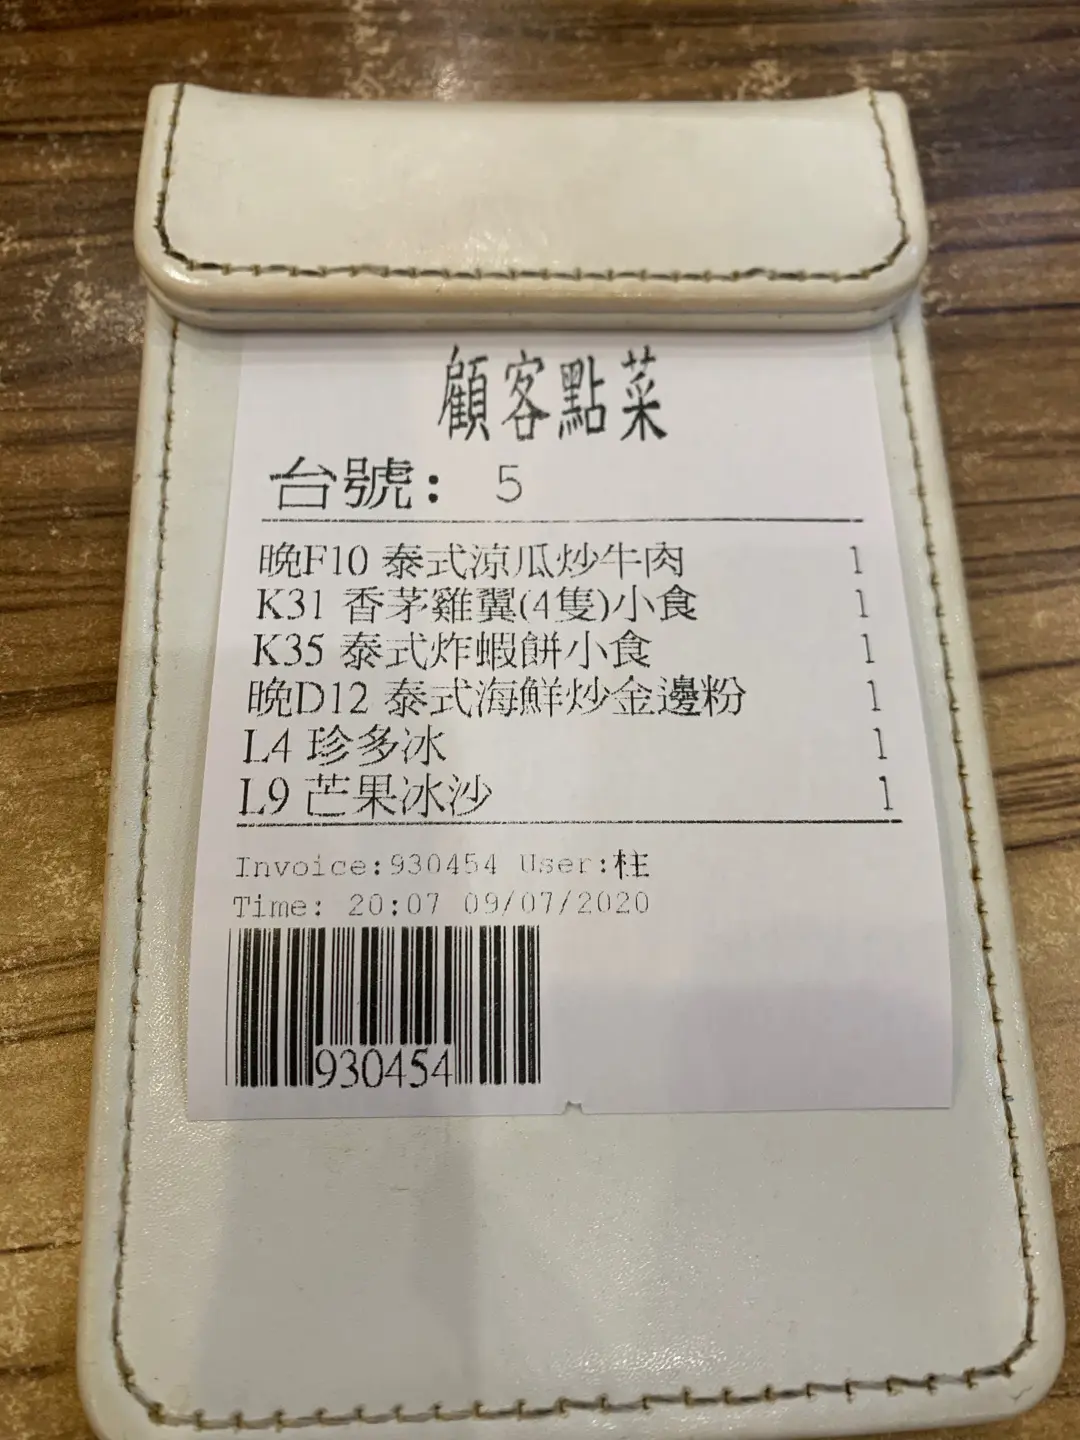 顧客點菜
台號: 5
晚F10 泰式涼瓜炒牛肉 1
K31 香茅雞翼(4隻)小食 1
K35 泰式炸蝦餅小食 1
晚D12 泰式海鮮炒金邊粉 1
L4 珍多冰 1
L9 芒果冰沙 1
Invoice:930454 User:柱
Time: 20:07 09/07/2020
930454